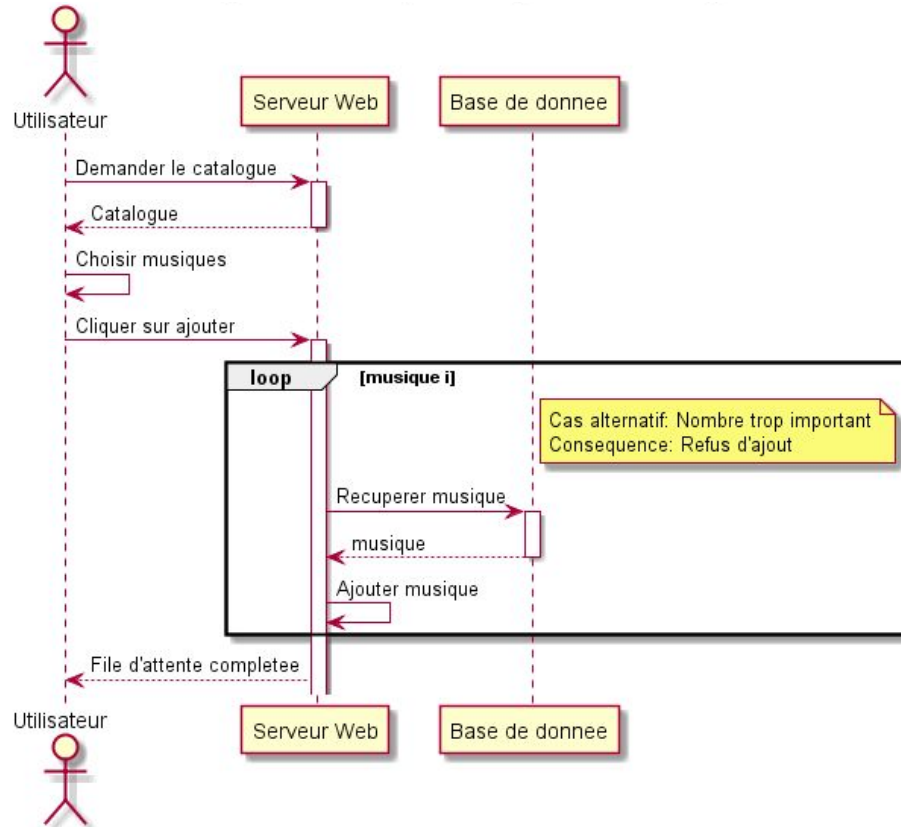 Utilisateur
Serveur Web
Base de donnee
Demander le catalogue
Catalogue
Choisir musiques
Cliquer sur ajouter
loop
[musique i]
Cas alternatif: Nombre trop important
Consequence: Refus d'ajout
Recuperer musique
musique
Ajouter musique
File d'attente completee
Utilisateur
Serveur Web
Base de donnee